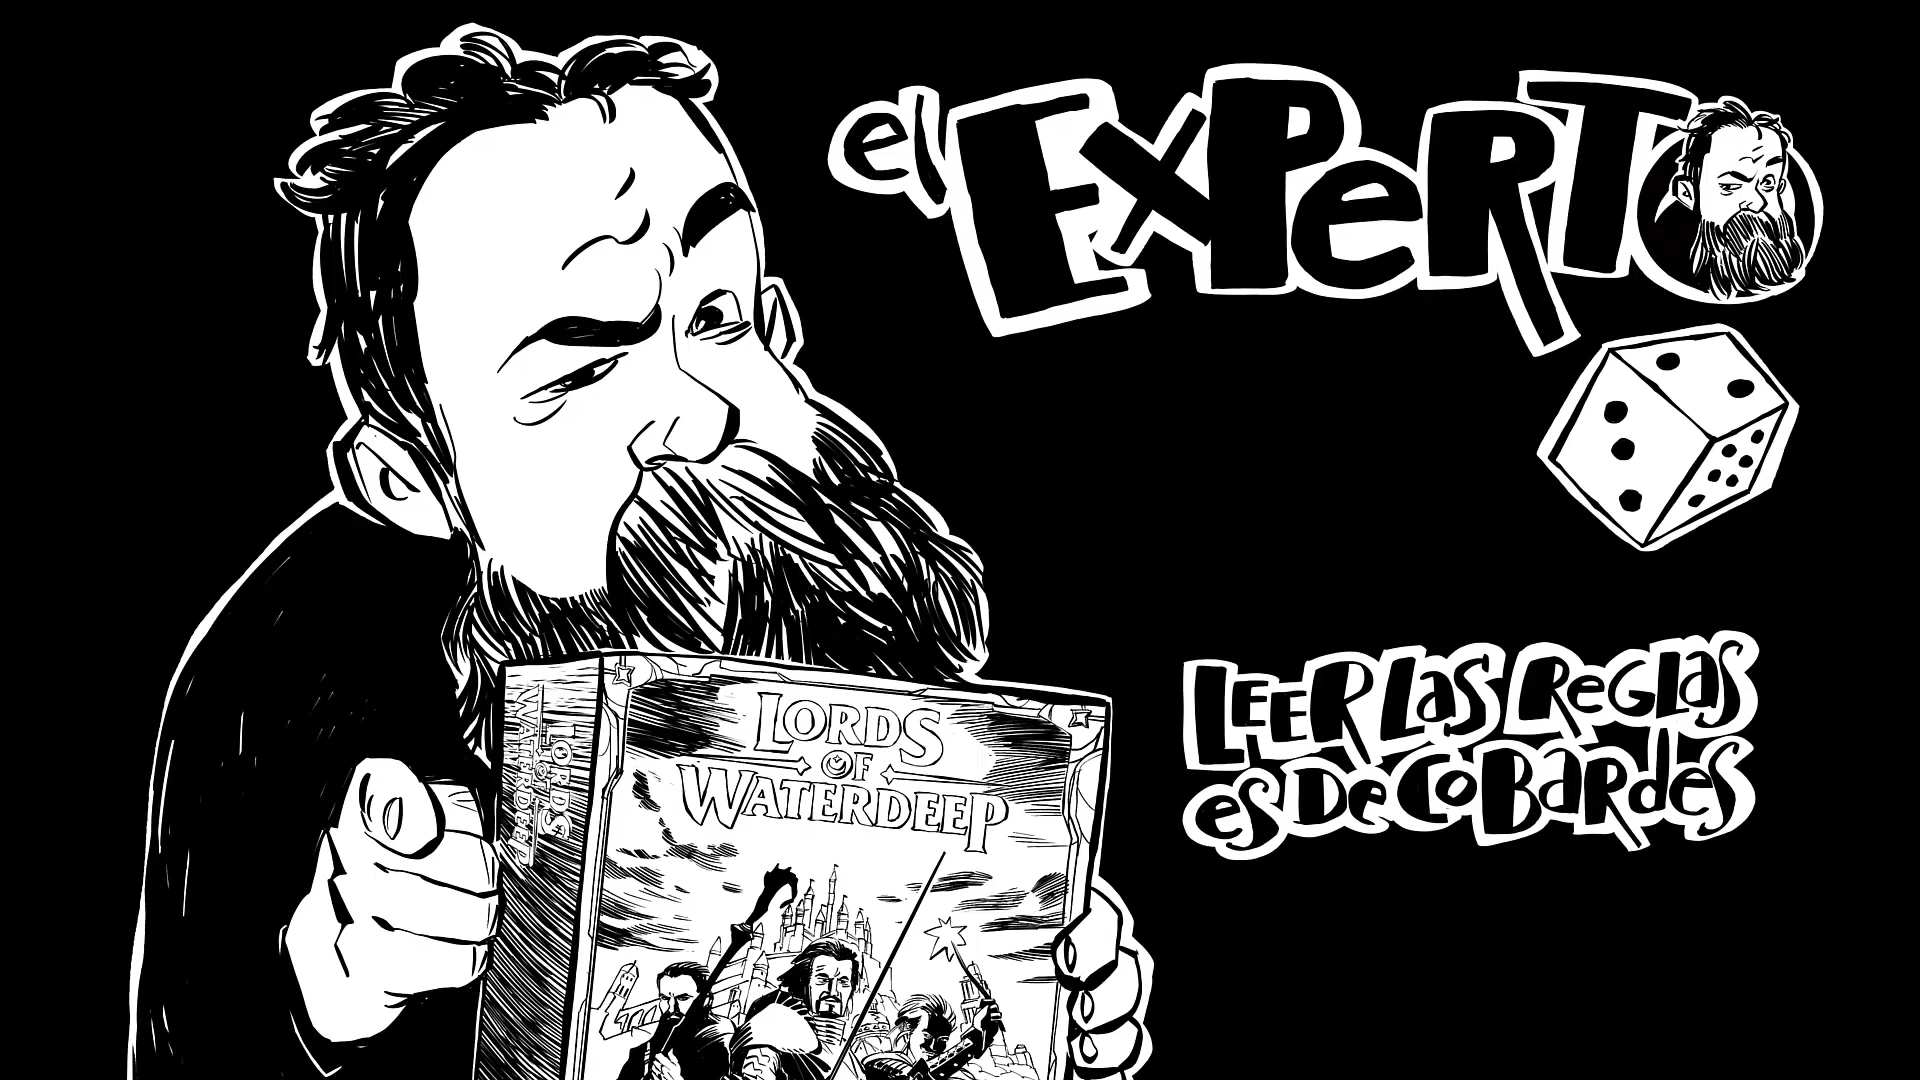 el EXPERTO
LEER Las ReGLas
es De CoBaRdes
LORDS
OF
WATERDEEP
LORDS
OF
WATERDEEP